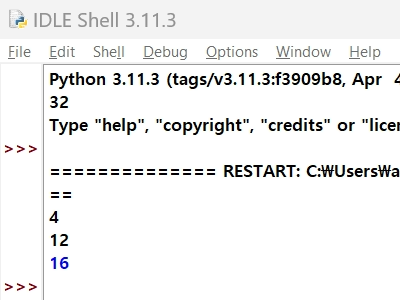 IDLE Shell 3.11.3
File Edit Shell Debug Options Window Help
Python 3.11.3 (tags/v3.11.3:f3909b8, Apr 4
32
Type "help", "copyright", "credits" or "licen
>>>
============== RESTART: C:₩Users₩a
==
4
12
16
>>>